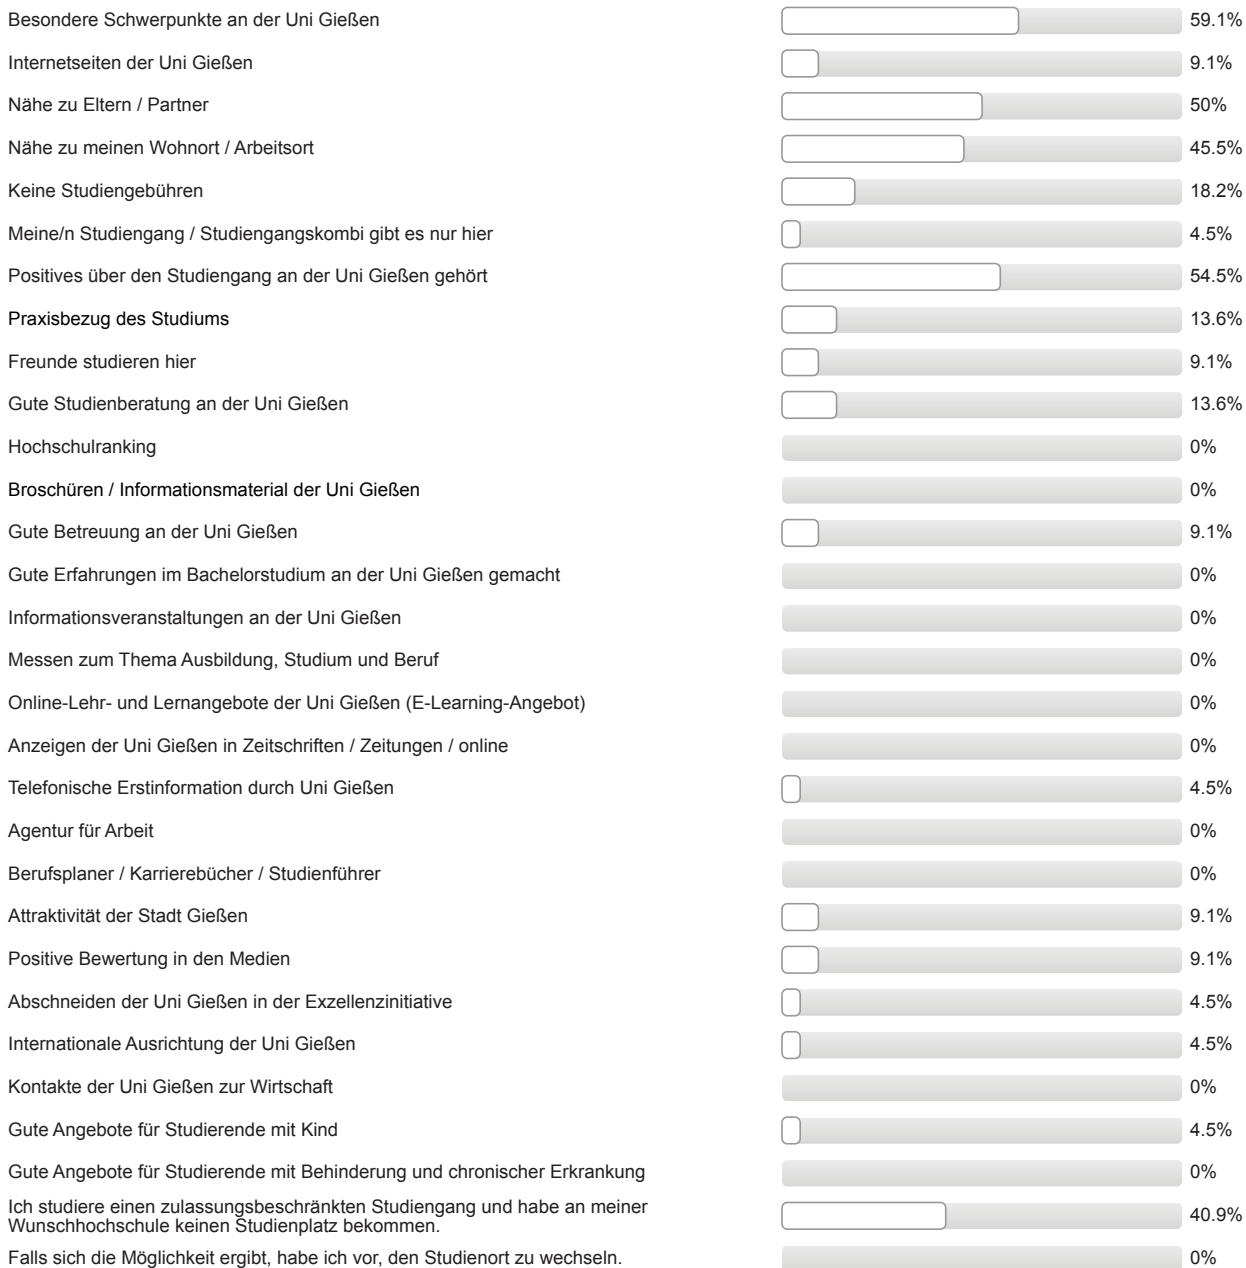 Besondere Schwerpunkte an der Uni Gießen 59.1%
Internetseiten der Uni Gießen 9.1%
Nähe zu Eltern / Partner 50%
Nähe zu meinen Wohnort / Arbeitsort 45.5%
Keine Studiengebühren 18.2%
Meine/n Studiengang / Studiengangskombi gibt es nur hier 4.5%
Positives über den Studiengang an der Uni Gießen gehört 54.5%
Praxisbezug des Studiums 13.6%
Freunde studieren hier 9.1%
Gute Studienberatung an der Uni Gießen 13.6%
Hochschulranking 0%
Broschüren / Informationsmaterial der Uni Gießen 0%
Gute Betreuung an der Uni Gießen 9.1%
Gute Erfahrungen im Bachelorstudium an der Uni Gießen gemacht 0%
Informationsveranstaltungen an der Uni Gießen 0%
Messen zum Thema Ausbildung, Studium und Beruf 0%
Online-Lehr- und Lernangebote der Uni Gießen (E-Learning-Angebot) 0%
Anzeigen der Uni Gießen in Zeitschriften / Zeitungen / online 0%
Telefonische Erstinformation durch Uni Gießen 4.5%
Agentur für Arbeit 0%
Berufsplaner / Karrierebücher / Studienführer 0%
Attraktivität der Stadt Gießen 9.1%
Positive Bewertung in den Medien 9.1%
Abschneiden der Uni Gießen in der Exzellenzinitiative 4.5%
Internationale Ausrichtung der Uni Gießen 4.5%
Kontakte der Uni Gießen zur Wirtschaft 0%
Gute Angebote für Studierende mit Kind 4.5%
Gute Angebote für Studierende mit Behinderung und chronischer Erkrankung 0%
Ich studiere einen zulassungsbeschränkten Studiengang und habe an meiner
Wunschhochschule keinen Studienplatz bekommen. 40.9%
Falls sich die Möglichkeit ergibt, habe ich vor, den Studienort zu wechseln. 0%